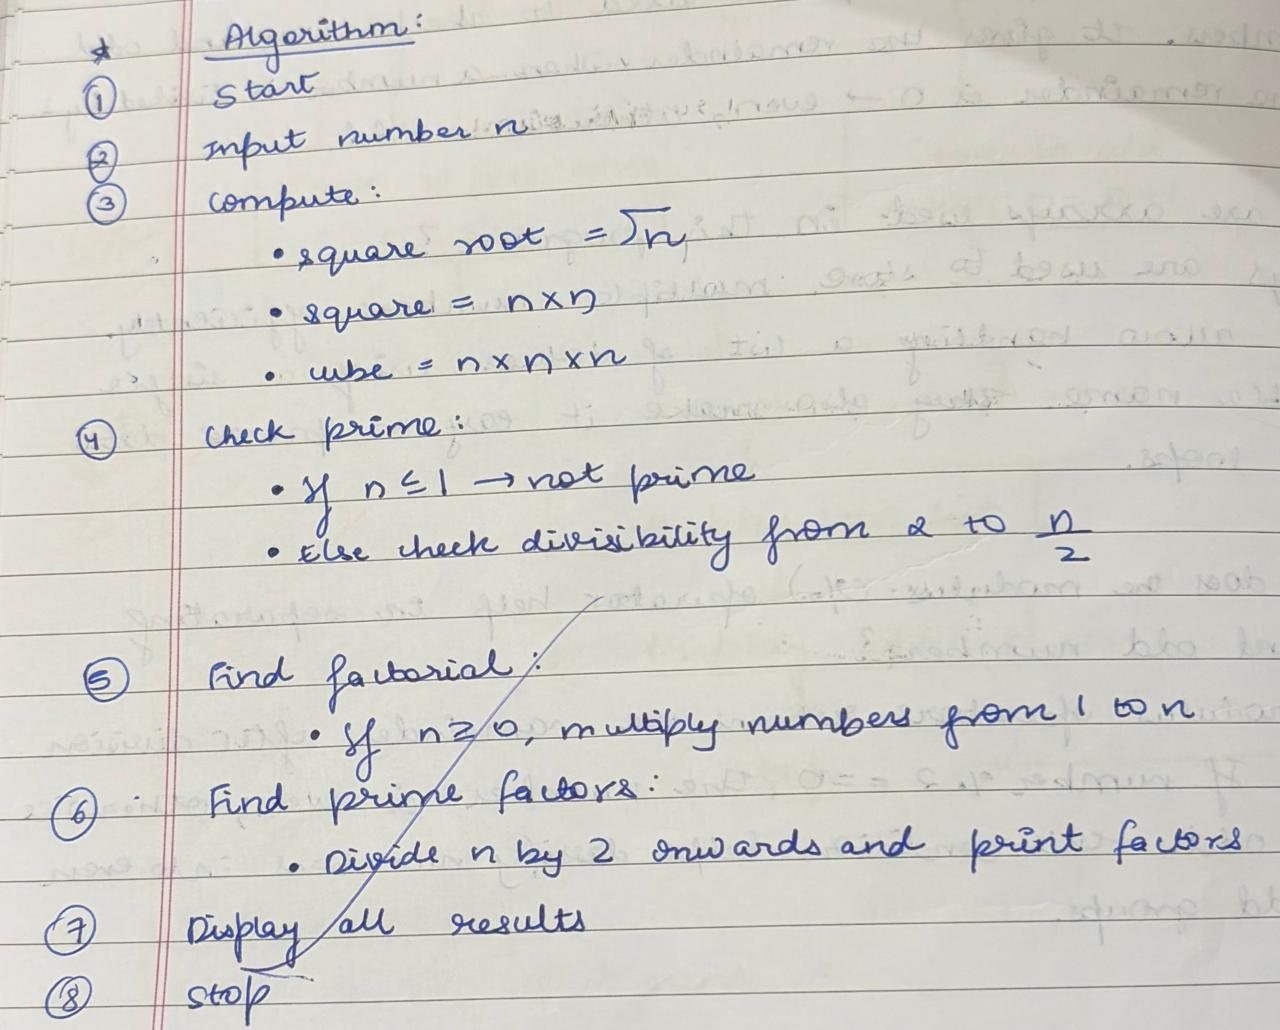 * Algorithm:
① Start
② Input number n
③ Compute:
• square root = √n
• square = n×n
• cube = n×n×n
④ Check prime:
• If n≤1 → not prime
• Else check divisibility from 2 to n/2
⑤ Find factorial:
• If n≥0, multiply numbers from 1 to n
⑥ Find prime factors:
• Divide n by 2 onwards and print factors
⑦ Display all results
⑧ Stop